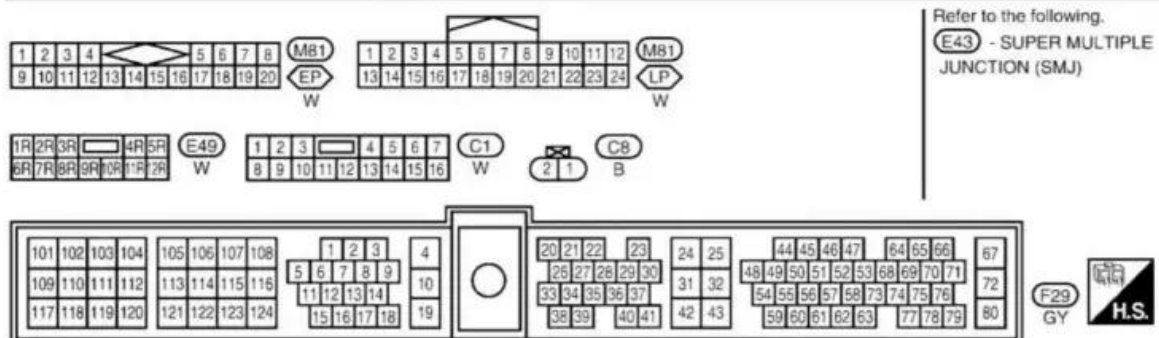 Refer to the following.
E43 - SUPER MULTIPLE
JUNCTION (SMJ)
1 2 3 4 5 6 7 8 M81
9 10 11 12 13 14 15 16 17 18 19 20 EP
W
1 2 3 4 5 6 7 8 9 10 11 12 M81
13 14 15 16 17 18 19 20 21 22 23 24 LP
W
1R 2R 3R 4R 5R E49
6R 7R 8R 9R 10R 11R 12R W
1 2 3 4 5 6 7 C1
8 9 10 11 12 13 14 15 16 W
C8
2 1 B
101 102 103 104 105 106 107 108 1 2 3 4 20 21 22 23 24 25 44 45 46 47 64 65 66 67
5 6 7 8 9 26 27 28 29 30 48 49 50 51 52 53 68 69 70 71
109 110 111 112 113 114 115 116 10 31 32 72
11 12 13 14 33 34 35 36 37 54 55 56 57 58 73 74 75 76
117 118 119 120 121 122 123 124 15 16 17 18 19 38 39 40 41 42 43 59 60 61 62 63 77 78 79 80
F29
GY
H.S.